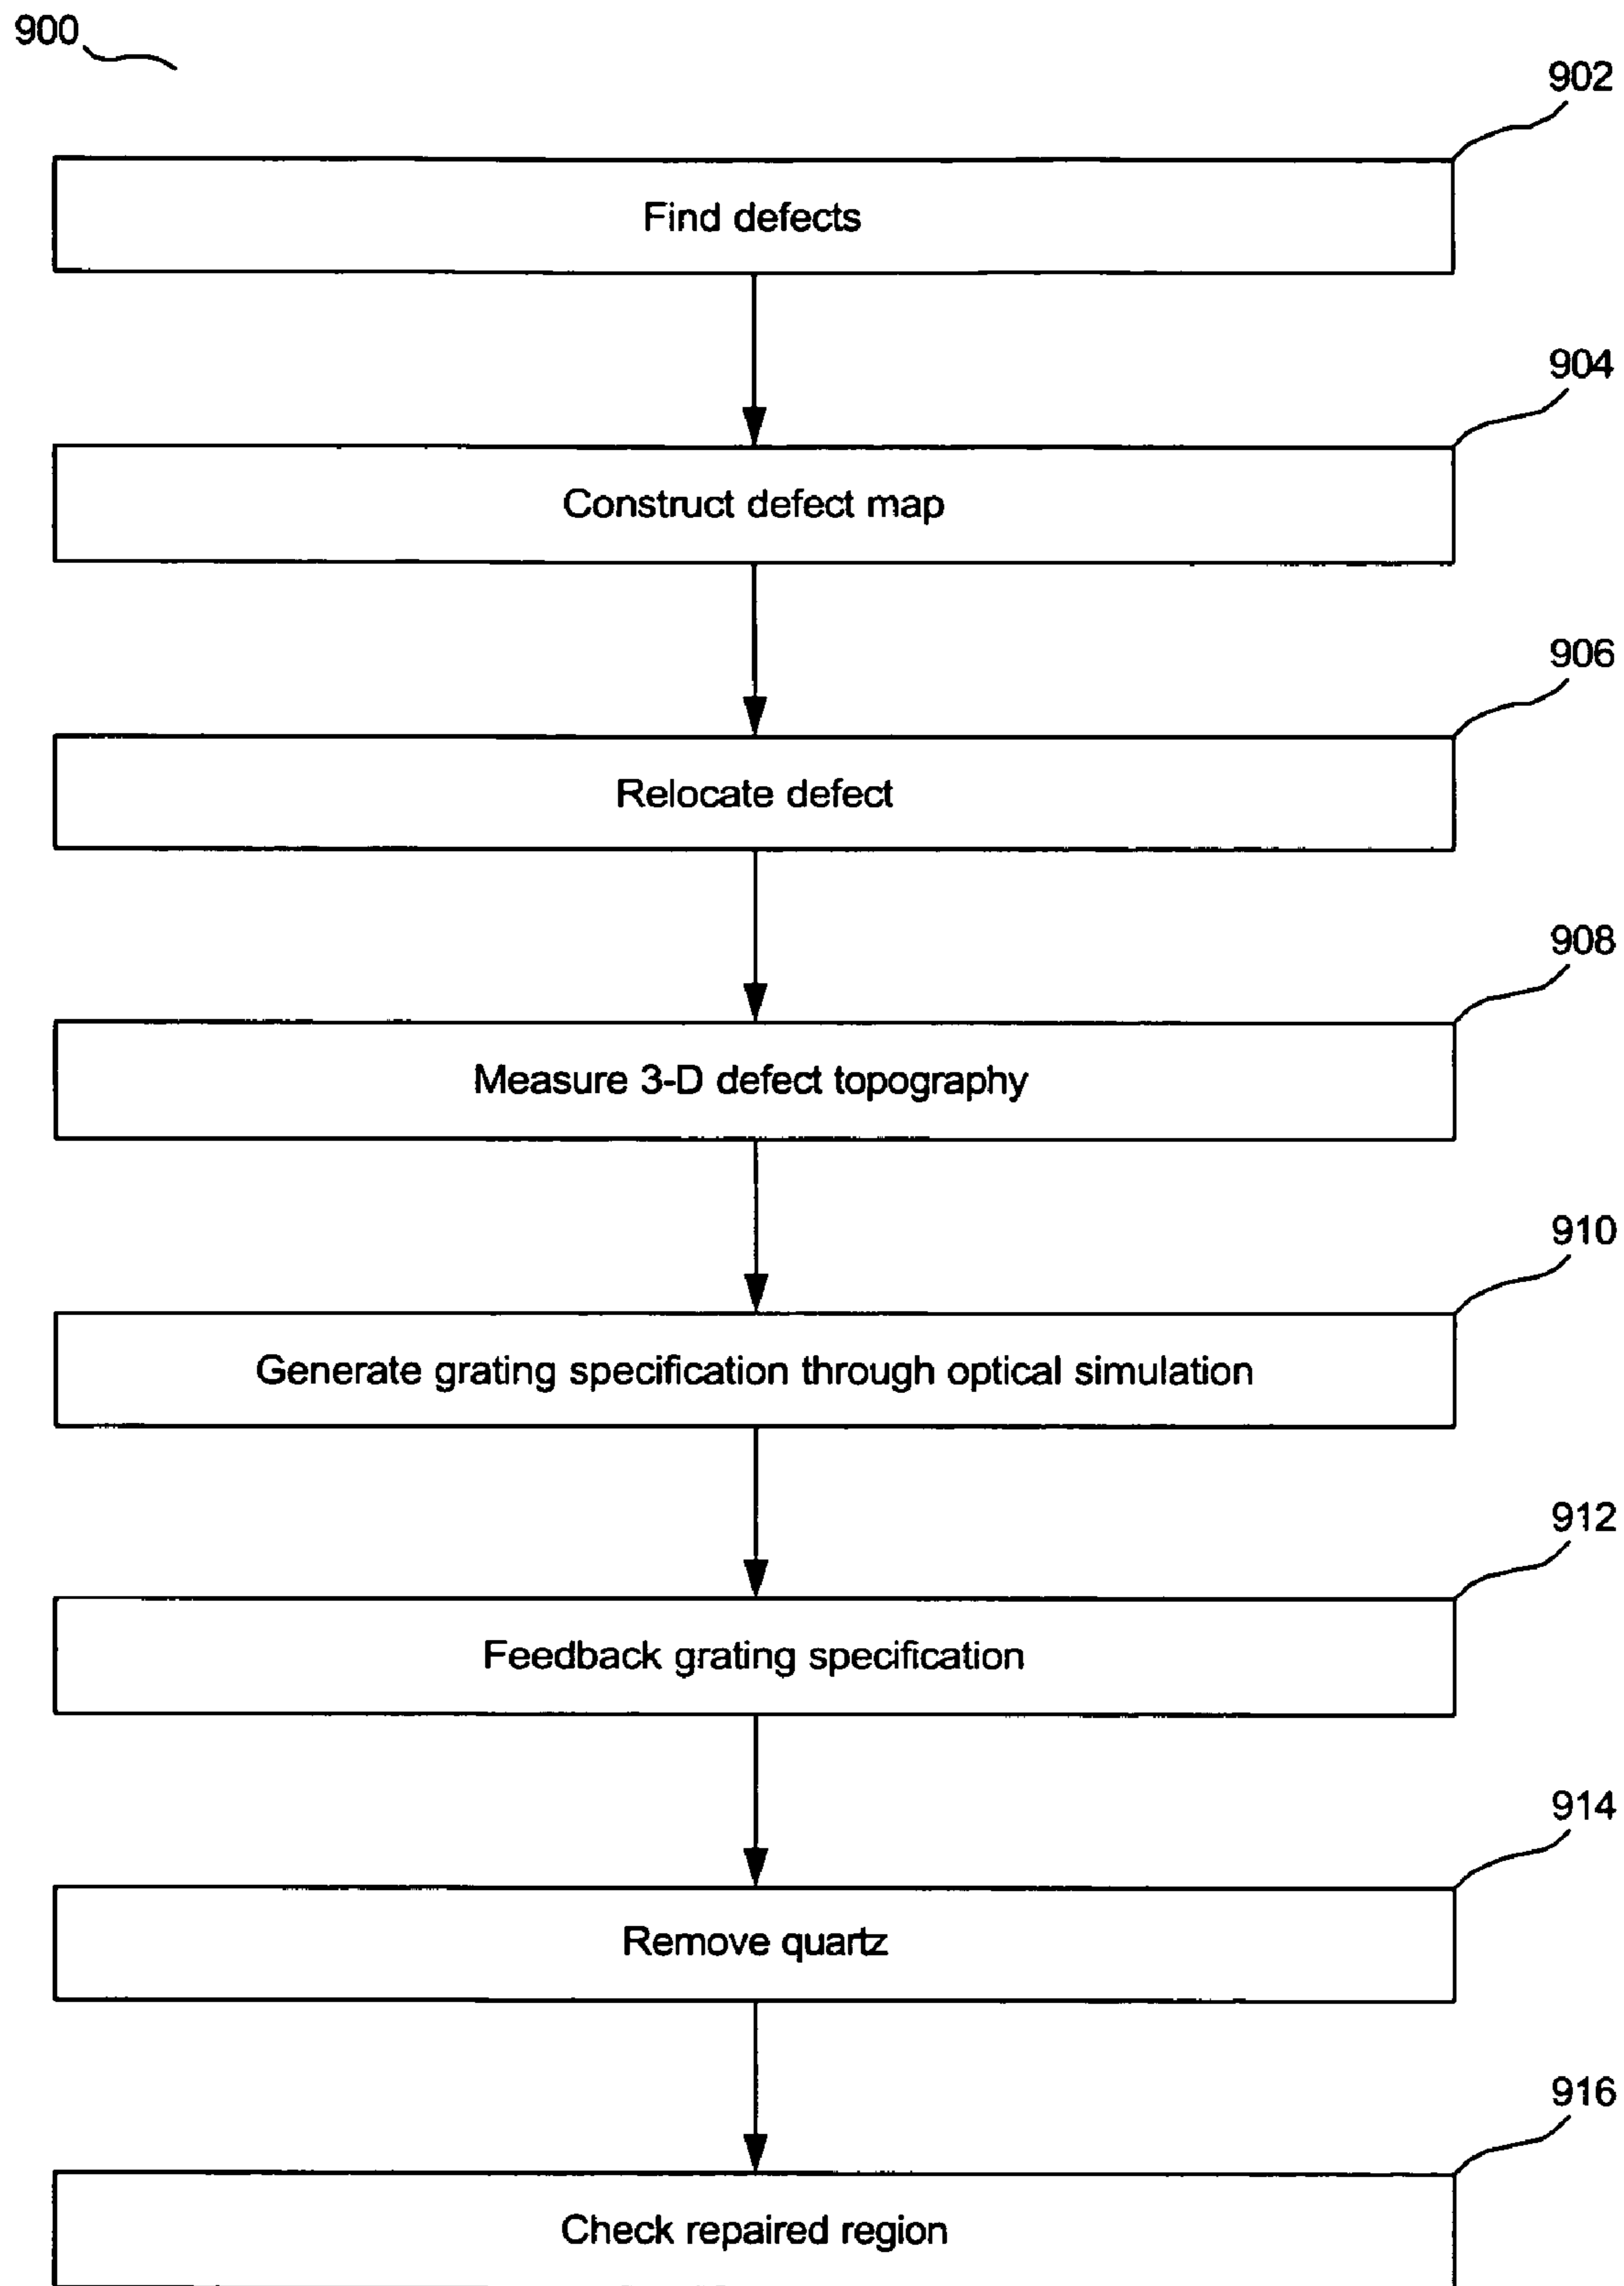 900
902
Find defects
904
Construct defect map
906
Relocate defect
908
Measure 3-D defect topography
910
Generate grating specification through optical simulation
912
Feedback grating specification
914
Remove quartz
916
Check repaired region